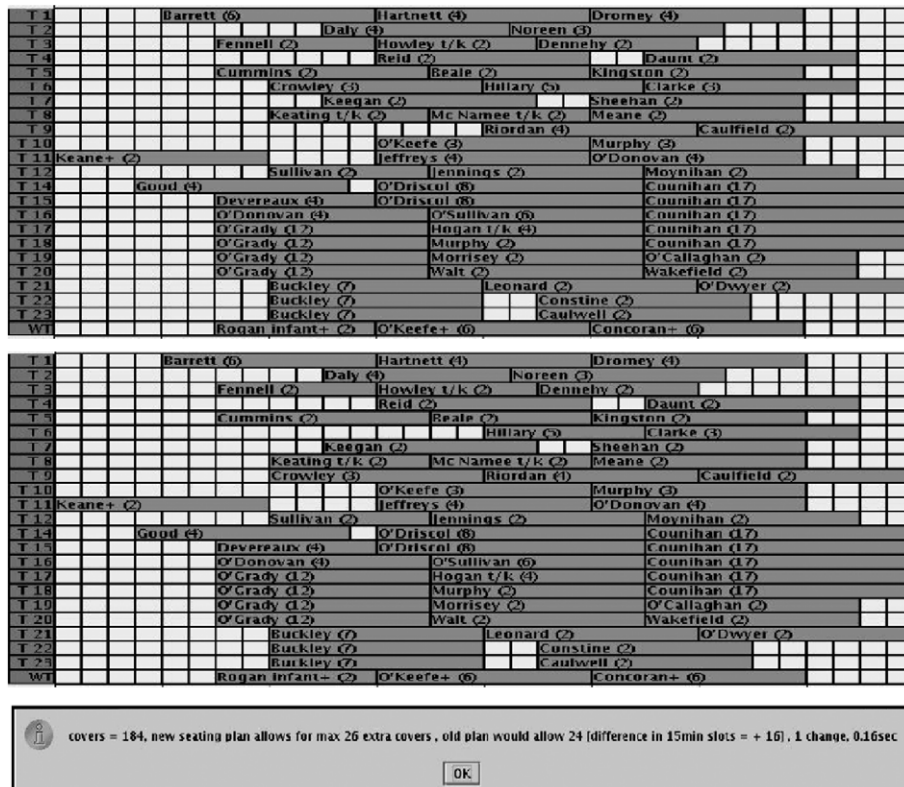 T 1 Barrett (6) Hartnett (4) Dromey (4)
T 2 Daly (4) Noreen (3)
T 3 Fennell (2) Howley t/k (2) Dennehy (2)
T 4 Reid (2) Daunt (2)
T 5 Cummins (2) Beale (2) Kingston (2)
T 6 Crowley (3) Hillary (5) Clarke (3)
T 7 Keegan (2) Sheehan (2)
T 8 Keating t/k (2) Mc Namee t/k (2) Meane (2)
T 9 Riordan (4) Caulfield (2)
T 10 O'Keefe (3) Murphy (3)
T 11 Keane+ (2) Jeffreys (4) O'Donovan (4)
T 12 Sullivan (2) Jennings (2) Moynihan (2)
T 14 Good (4) O'Driscol (8) Counihan (17)
T 15 Devereaux (4) O'Driscol (8) Counihan (17)
T 16 O'Donovan (4) O'Sullivan (6) Counihan (17)
T 17 O'Grady (12) Hogan t/k (4) Counihan (17)
T 18 O'Grady (12) Murphy (2) Counihan (17)
T 19 O'Grady (12) Morrisey (2) O'Callaghan (2)
T 20 O'Grady (12) Walt (2) Wakefield (2)
T 21 Buckley (7) Leonard (2) O'Dwyer (2)
T 22 Buckley (7) Constine (2)
T 23 Buckley (7) Caulwell (2)
WT Rogan infant+ (2) O'Keefe+ (6) Concoran+ (6)
T 1 Barrett (6) Hartnett (4) Dromey (4)
T 2 Daly (4) Noreen (3)
T 3 Fennell (2) Howley t/k (2) Dennehy (2)
T 4 Reid (2) Daunt (2)
T 5 Cummins (2) Beale (2) Kingston (2)
T 6 Hillary (5) Clarke (3)
T 7 Keegan (2) Sheehan (2)
T 8 Keating t/k (2) Mc Namee t/k (2) Meane (2)
T 9 Crowley (3) Riordan (4) Caulfield (2)
T 10 O'Keefe (3) Murphy (3)
T 11 Keane+ (2) Jeffreys (4) O'Donovan (4)
T 12 Sullivan (2) Jennings (2) Moynihan (2)
T 14 Good (4) O'Driscol (8) Counihan (17)
T 15 Devereaux (4) O'Driscol (8) Counihan (17)
T 16 O'Donovan (4) O'Sullivan (6) Counihan (17)
T 17 O'Grady (12) Hogan t/k (4) Counihan (17)
T 18 O'Grady (12) Murphy (2) Counihan (17)
T 19 O'Grady (12) Morrisey (2) O'Callaghan (2)
T 20 O'Grady (12) Walt (2) Wakefield (2)
T 21 Buckley (7) Leonard (2) O'Dwyer (2)
T 22 Buckley (7) Constine (2)
T 23 Buckley (7) Caulwell (2)
WT Rogan infant+ (2) O'Keefe+ (6) Concoran+ (6)
covers = 184, new seating plan allows for max 26 extra covers , old plan would allow 24 [difference in 15min slots = + 16] , 1 change, 0.16sec
OK